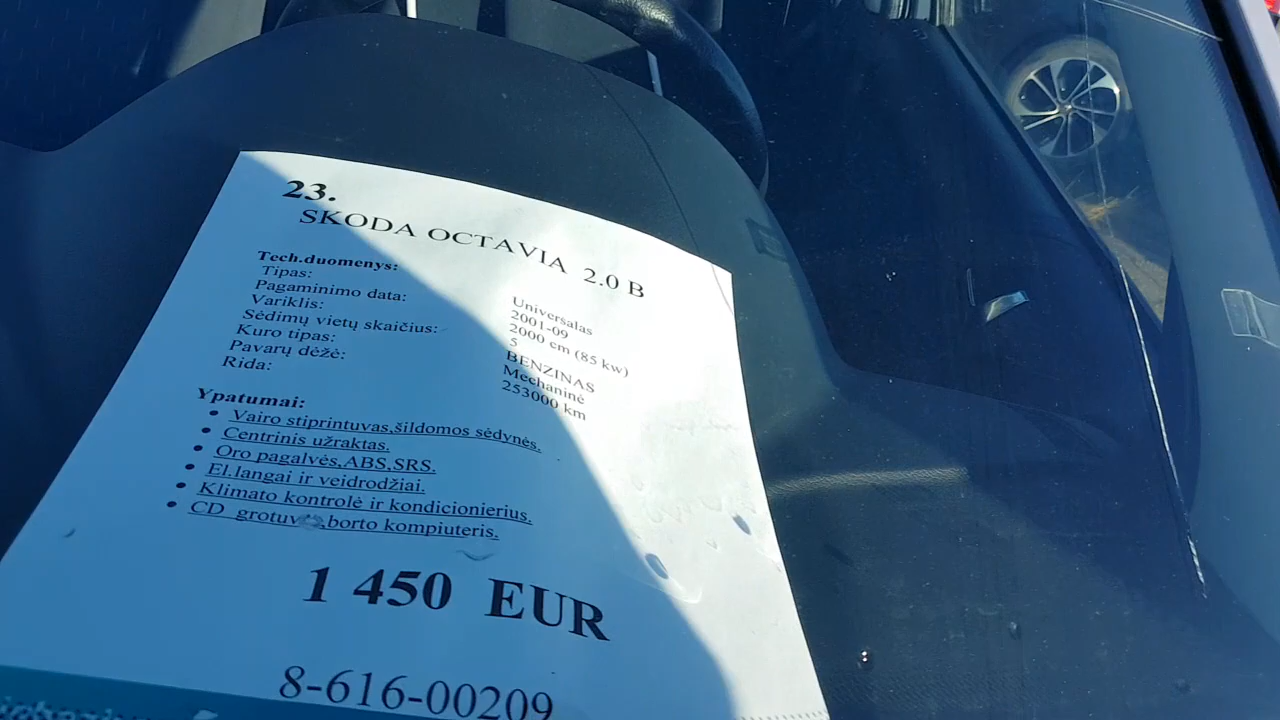 23.
SKODA OCTAVIA 2.0 B
Tech.duomenys:
Tipas: Universalas
Pagaminimo data: 2001-09
Variklis: 2000 cm (85 kw)
Sėdimų vietų skaičius: 5
Kuro tipas: BENZINAS
Pavarų dėžė: Mechaninė
Rida: 253000 km
Ypatumai:
• Vairo stiprintuvas,šildomos sėdynės.
• Centrinis užraktas.
• Oro pagalvės,ABS,SRS.
• El.langai ir veidrodžiai.
• Klimato kontrolė ir kondicionierius.
• CD grotuvas,borto kompiuteris.
1 450 EUR
8-616-00209